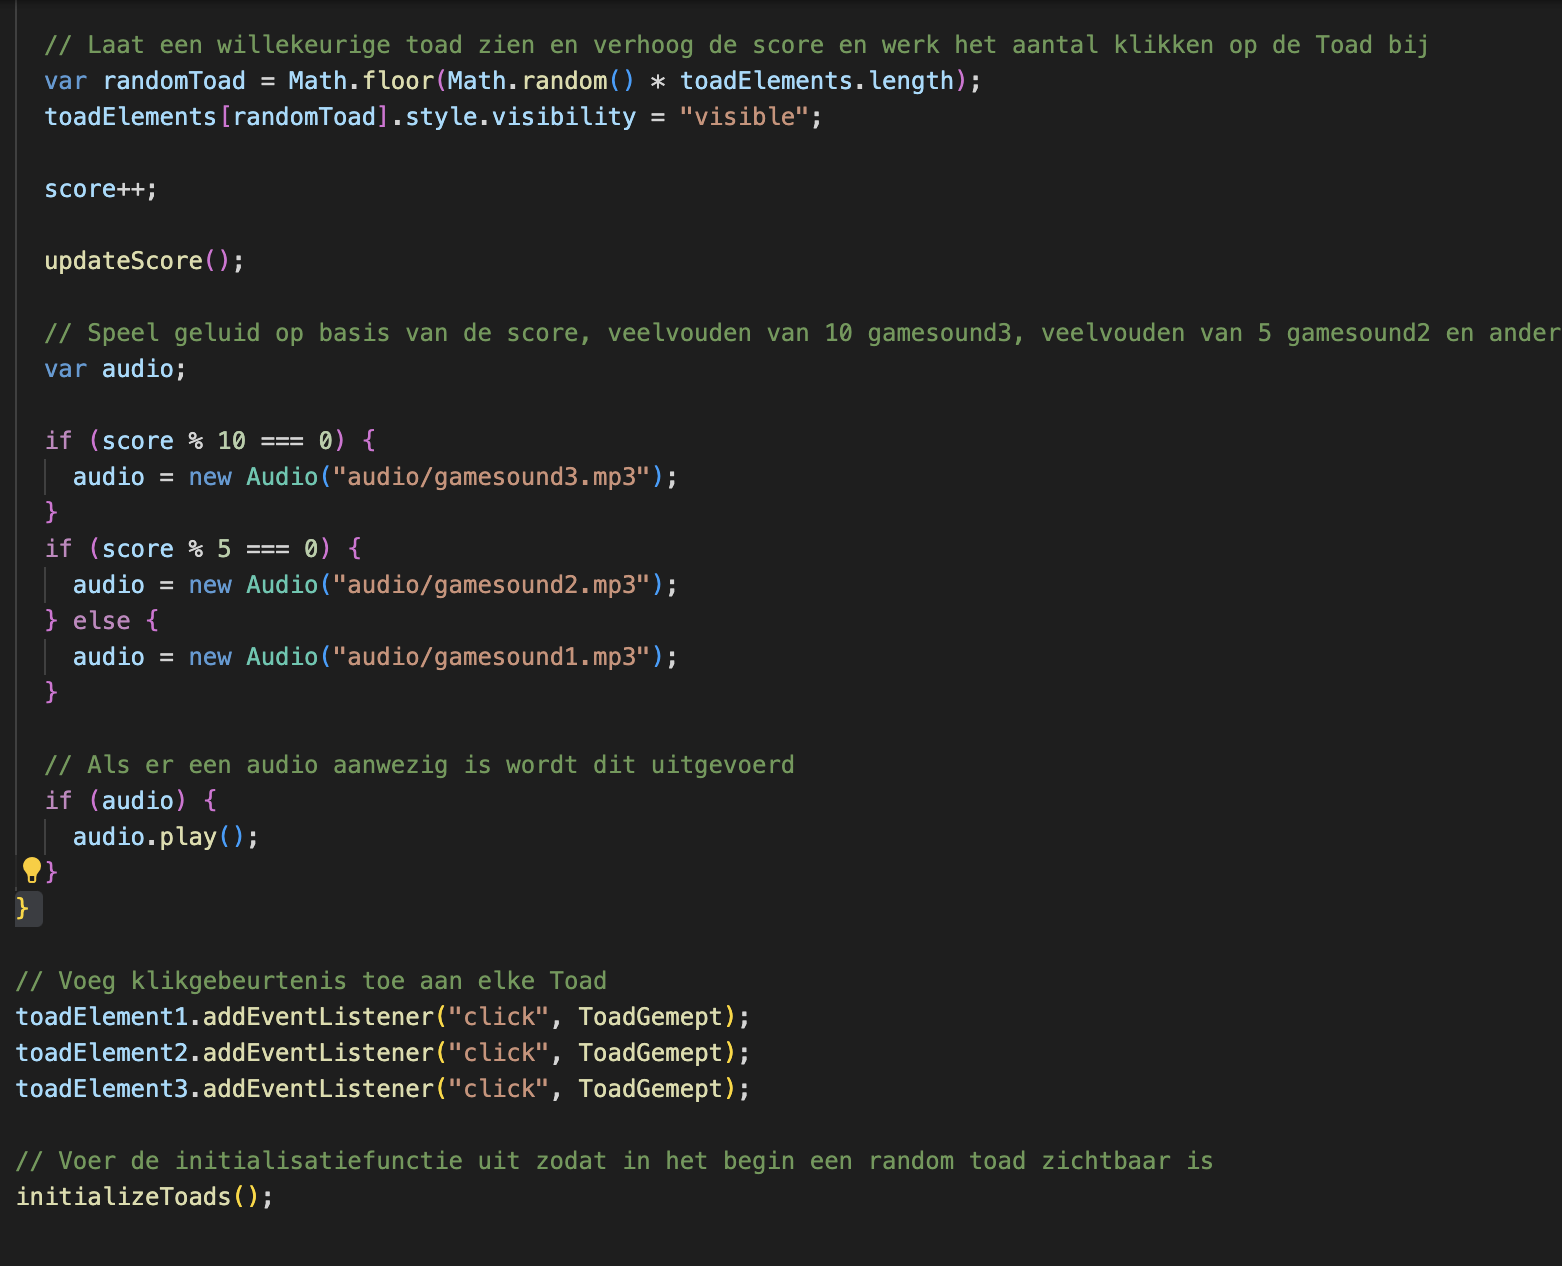 // Laat een willekeurige toad zien en verhoog de score en werk het aantal klikken op de Toad bij
var randomToad = Math.floor(Math.random() * toadElements.length);
toadElements[randomToad].style.visibility = "visible";
score++;
updateScore();
// Speel geluid op basis van de score, veelvouden van 10 gamesound3, veelvouden van 5 gamesound2 en ander
var audio;
if (score % 10 === 0) {
audio = new Audio("audio/gamesound3.mp3");
}
if (score % 5 === 0) {
audio = new Audio("audio/gamesound2.mp3");
} else {
audio = new Audio("audio/gamesound1.mp3");
}
// Als er een audio aanwezig is wordt dit uitgevoerd
if (audio) {
audio.play();
}
}
// Voeg klikgebeurtenis toe aan elke Toad
toadElement1.addEventListener("click", ToadGemept);
toadElement2.addEventListener("click", ToadGemept);
toadElement3.addEventListener("click", ToadGemept);
// Voer de initialisatiefunctie uit zodat in het begin een random toad zichtbaar is
initializeToads();